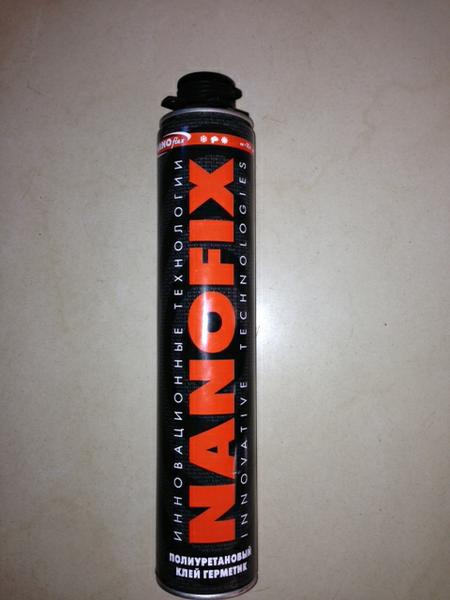 ИННОВАЦИОННЫЕ ТЕХНОЛОГИИ
NANOFIX
INNOVATIVE TECHNOLOGIES
ПОЛИУРЕТАНОВЫЙ
КЛЕЙ ГЕРМЕТИК